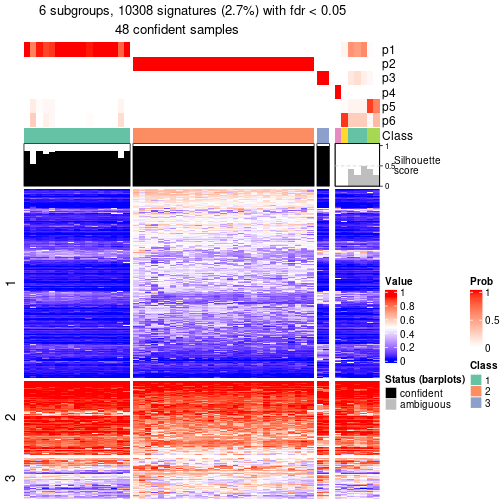 6 subgroups, 10308 signatures (2.7%) with fdr < 0.05
48 confident samples
p1
p2
p3
p4
p5
p6
Class
1
0.5
0
Silhouette
score
1
2
3
Value
1
0.8
0.6
0.4
0.2
0
Prob
1
0.5
0
Status (barplots)
confident
ambiguous
Class
1
2
3